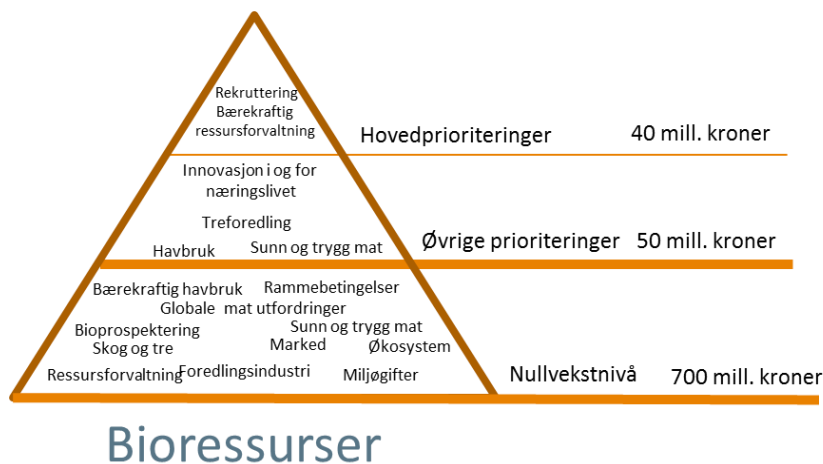 Rekruttering
Bærekraftig
ressursforvaltning
Hovedprioriteringer 40 mill. kroner
Innovasjon i og for
næringslivet
Treforedling
Havbruk Sunn og trygg mat
Øvrige prioriteringer 50 mill. kroner
Bærekraftig havbruk Rammebetingelser
Globale mat utfordringer
Bioprospektering Sunn og trygg mat
Skog og tre Marked Økosystem
Ressursforvaltning Foredlingsindustri Miljøgifter
Nullvekstnivå 700 mill. kroner
Bioressurser